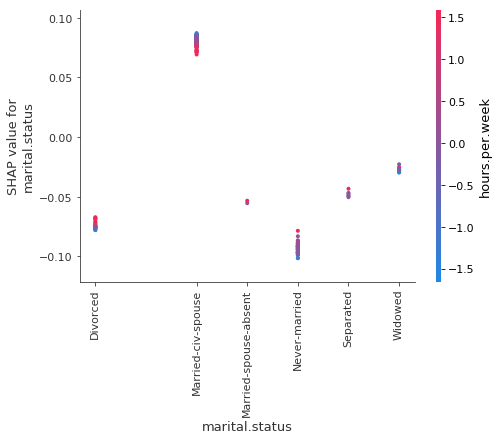 0.10
0.05
0.00
−0.05
−0.10
SHAP value for
marital.status
Divorced
Married-civ-spouse
Married-spouse-absent
Never-married
Separated
Widowed
marital.status
1.5
1.0
0.5
0.0
−0.5
−1.0
−1.5
hours.per.week